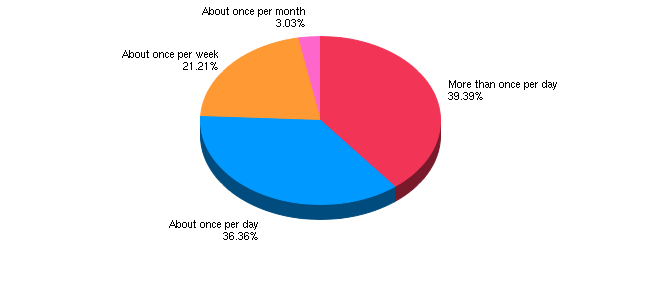 About once per month
3.03%
About once per week
21.21%
More than once per day
39.39%
About once per day
36.36%